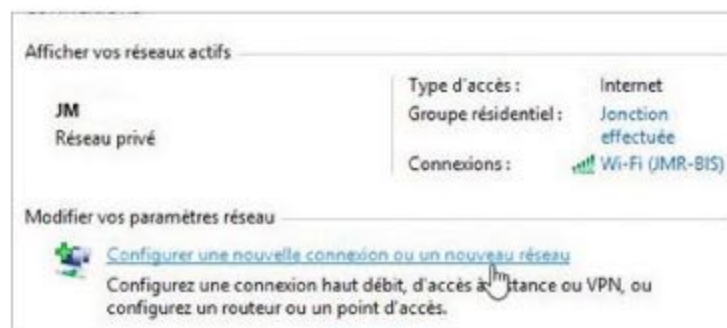 Afficher vos réseaux actifs
JM
Réseau privé
Type d'accès : Internet
Groupe résidentiel : Jonction
effectuée
Connexions : Wi-Fi (JMR-BIS)
Modifier vos paramètres réseau
Configurer une nouvelle connexion ou un nouveau réseau
Configurez une connexion haut débit, d'accès à tance ou VPN, ou
configurez un routeur ou un point d'accès.